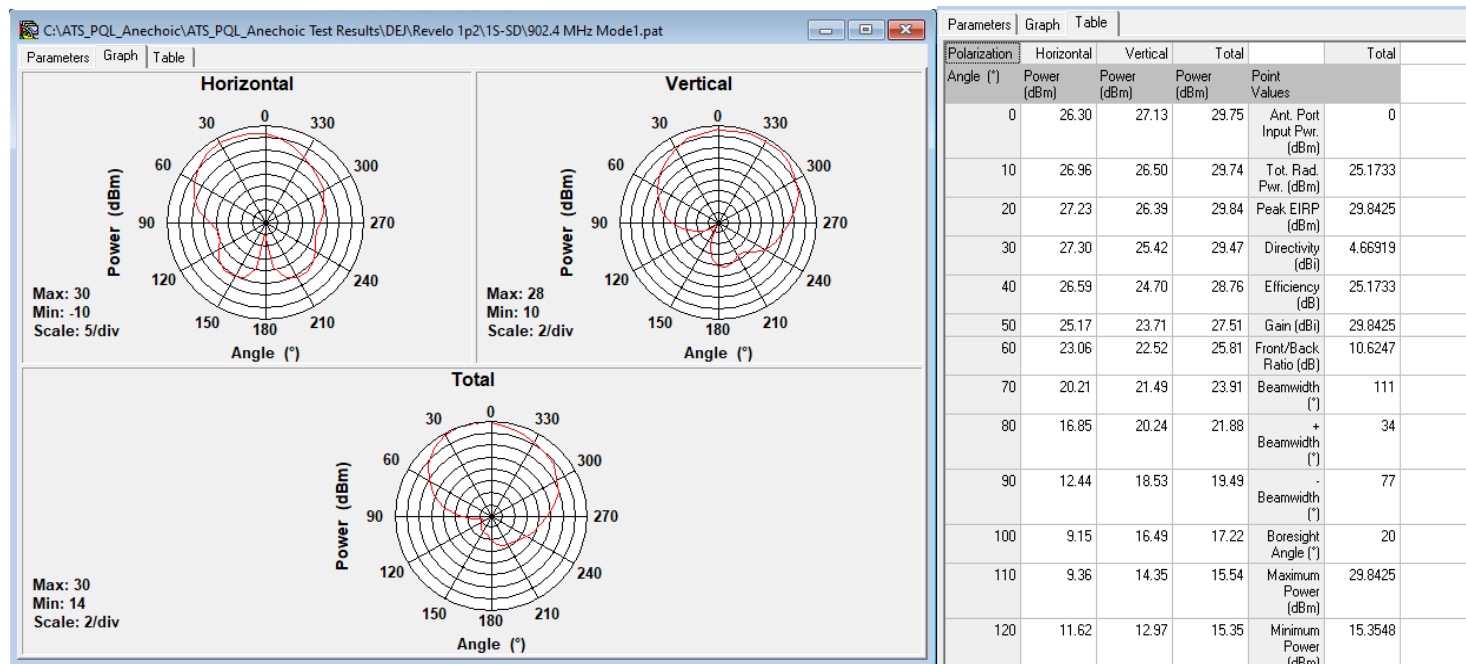 C:\ATS_PQL_Anechoic\ATS_PQL_Anechoic Test Results\DEJ\Revelo 1p2\1S-SD\902.4 MHz Mode1.pat
Parameters Graph Table
Horizontal
0
30 330
60 300
90 270
120 240
150 210
180
Power (dBm)
Max: 30
Min: -10
Scale: 5/div
Angle (°)
Vertical
0
30 330
60 300
90 270
120 240
150 210
180
Power (dBm)
Max: 28
Min: 10
Scale: 2/div
Angle (°)
Total
0
30 330
60 300
90 270
120 240
150 210
180
Power (dBm)
Max: 30
Min: 14
Scale: 2/div
Angle (°)
Parameters Graph Table
Polarization Horizontal Vertical Total Total
Angle (°) Power Power Power Point
(dBm) (dBm) (dBm) Values
0 26.30 27.13 29.75 Ant. Port 0
Input Pwr.
(dBm)
10 26.96 26.50 29.74 Tot. Rad. 25.1733
Pwr. (dBm)
20 27.23 26.39 29.84 Peak EIRP 29.8425
(dBm)
30 27.30 25.42 29.47 Directivity 4.66919
(dBi)
40 26.59 24.70 28.76 Efficiency 25.1733
(dB)
50 25.17 23.71 27.51 Gain (dBi) 29.8425
60 23.06 22.52 25.81 Front/Back 10.6247
Ratio (dB)
70 20.21 21.49 23.91 Beamwidth 111
(°)
80 16.85 20.24 21.88 + 34
Beamwidth
(°)
90 12.44 18.53 19.49 - 77
Beamwidth
(°)
100 9.15 16.49 17.22 Boresight 20
Angle (°)
110 9.36 14.35 15.54 Maximum 29.8425
Power
(dBm)
120 11.62 12.97 15.35 Minimum 15.3548
Power
(dBm)